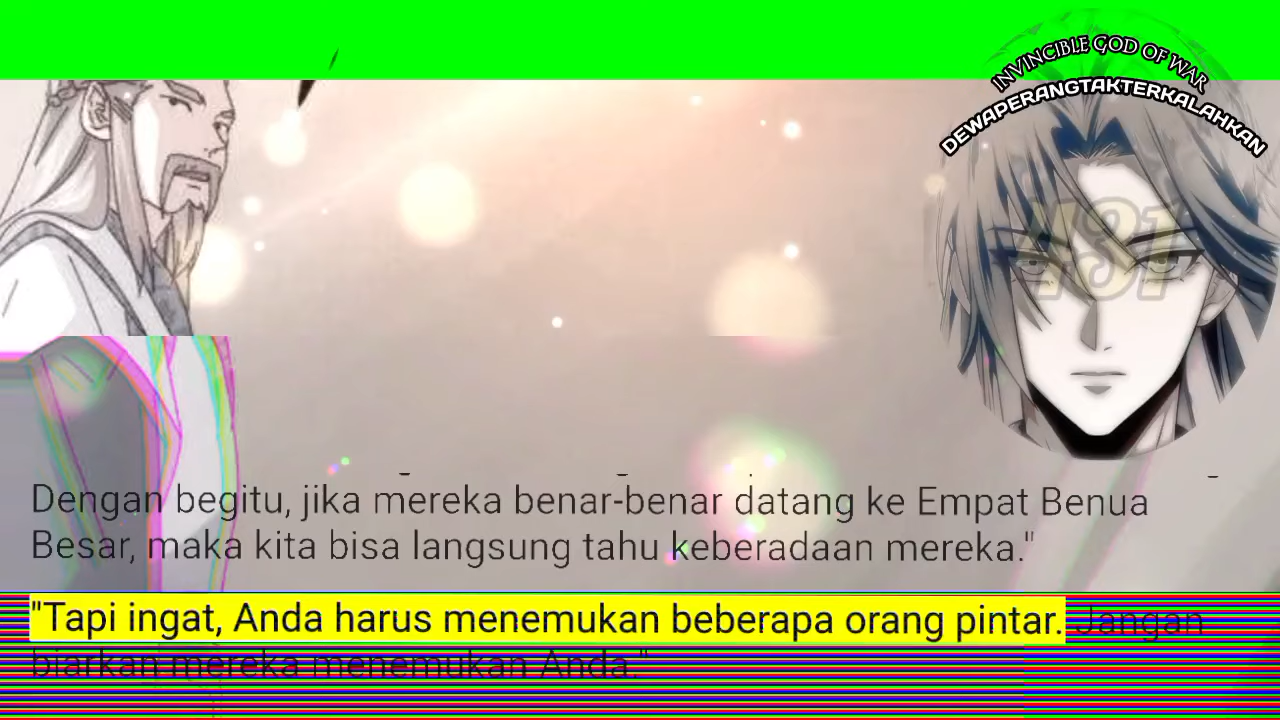 INVINCIBLE GOD OF WAR
DEWAPERANGTAKTERKALAHKAN
431
Dengan begitu, jika mereka benar-benar datang ke Empat Benua
Besar, maka kita bisa langsung tahu keberadaan mereka."
"Tapi ingat, Anda harus menemukan beberapa orang pintar. Jangan
biarkan mereka menemukan Anda."